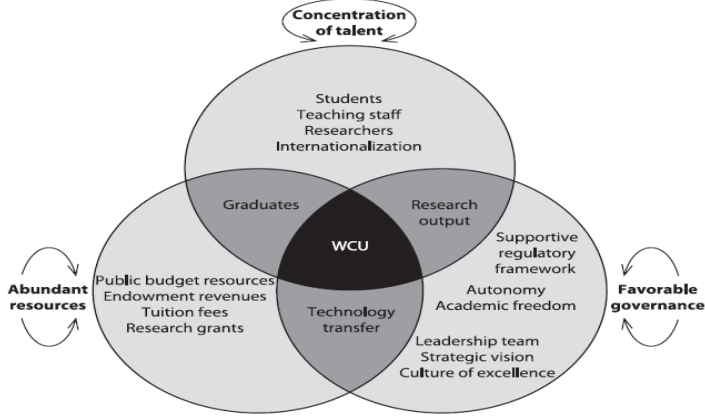 Concentration
of talent
Students
Teaching staff
Researchers
Internationalization
Graduates
Research
output
WCU
Supportive
regulatory
framework
Abundant
resources
Public budget resources
Endowment revenues
Tuition fees
Research grants
Technology
transfer
Autonomy
Academic freedom
Favorable
governance
Leadership team
Strategic vision
Culture of excellence